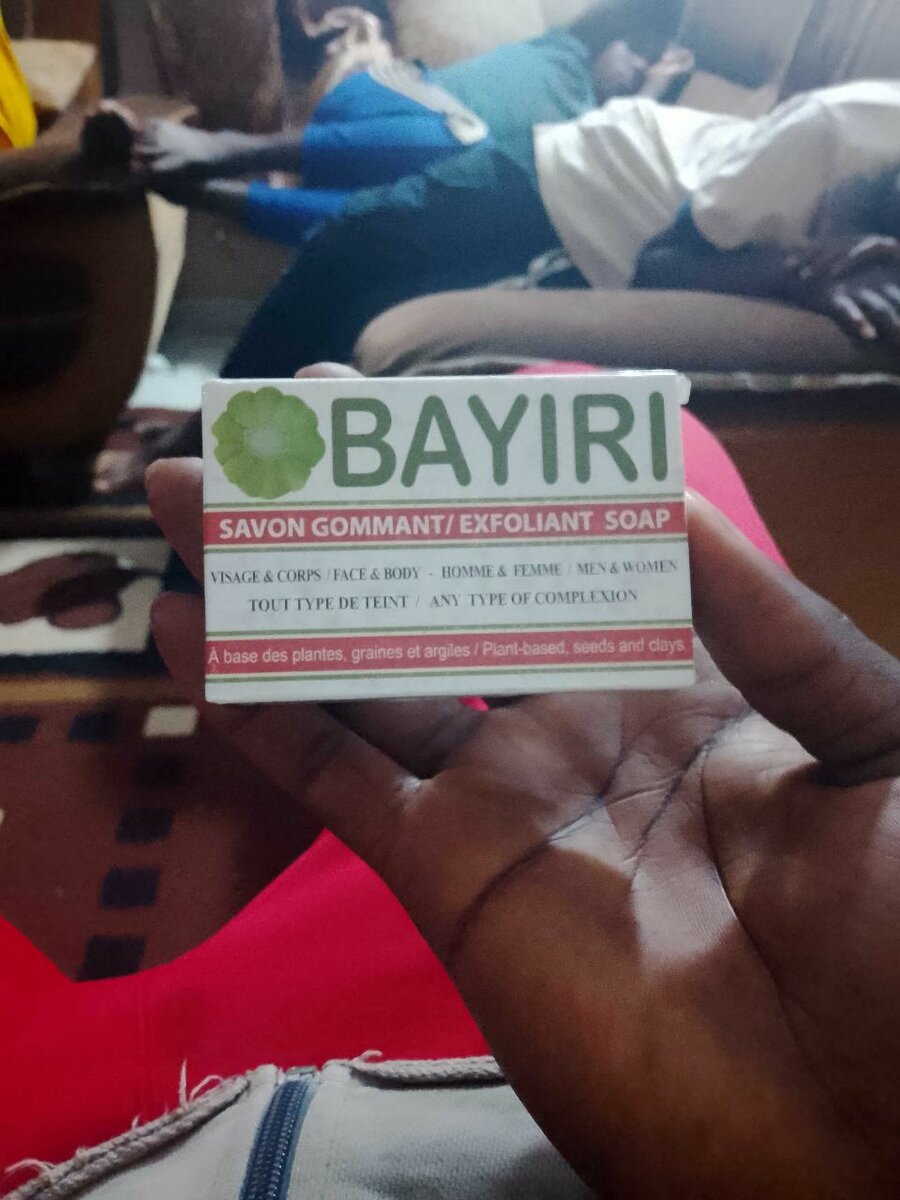 BAYIRI
SAVON GOMMANT/ EXFOLIANT SOAP
VISAGE & CORPS / FACE & BODY - HOMME & FEMME / MEN & WOMEN
TOUT TYPE DE TEINT / ANY TYPE OF COMPLEXION
À base des plantes, graines et argiles / Plant-based, seeds and clays